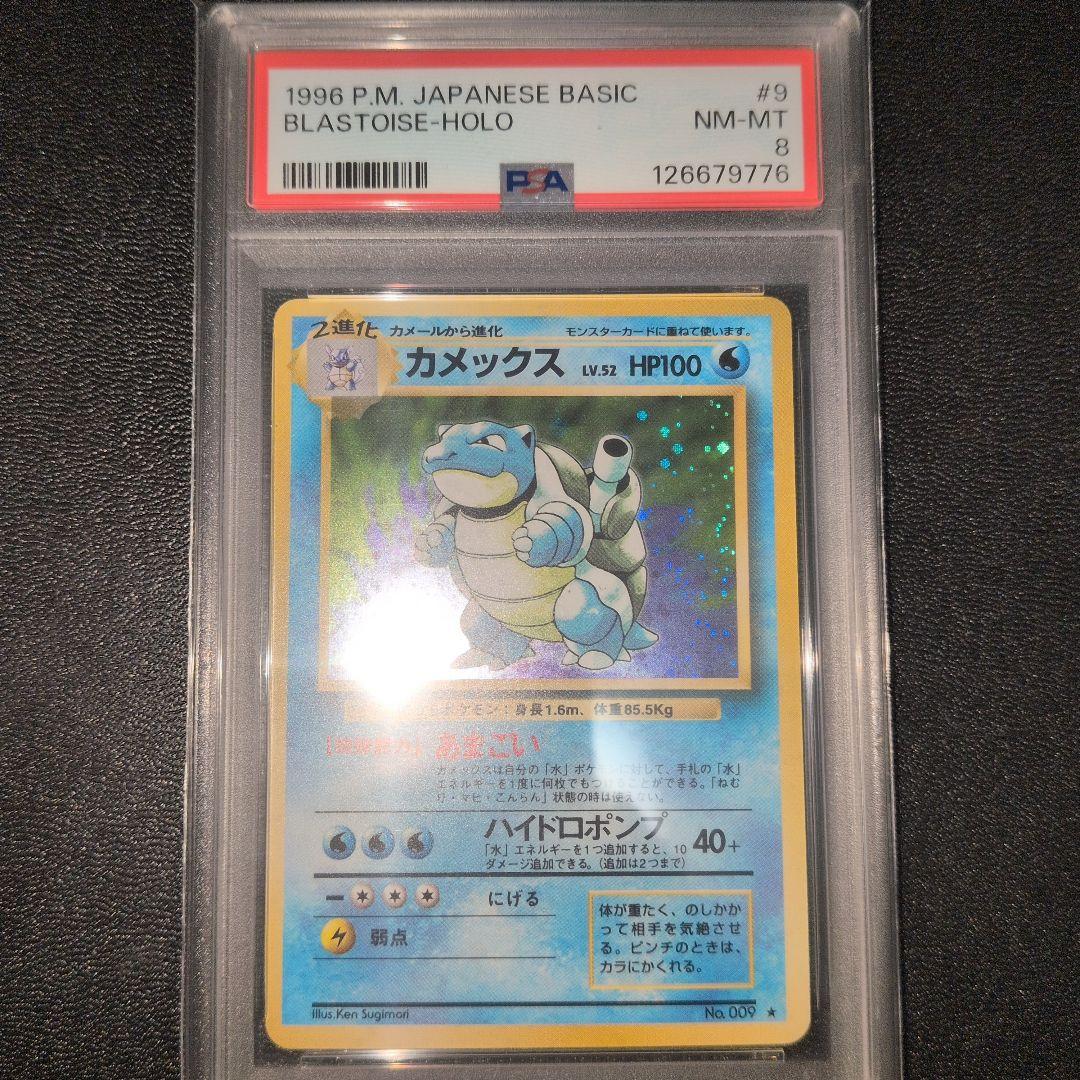 1996 P.M. JAPANESE BASIC #9
BLASTOISE-HOLO NM-MT
8
PSA 126679776
2進化 カメールから進化 モンスターカードに重ねて使います。
カメックス LV.52 HP100
ポケモン：身長1.6m、体重85.5Kg
あまごい
カメックスは自分の「水」ポケモンに対して、手札の「水」
エネルギーを1度に何枚でもつけることができる。「ねむ
り・マヒ・こんらん」状態の時は使えない。
ハイドロポンプ
「水」エネルギーを1つ追加すると、10
ダメージ追加できる。（追加は2つまで）
40+
にげる
弱点
体が重たく、のしかか
って相手を気絶させ
る。ピンチのときは、
カラにかくれる。
Illus.Ken Sugimori No. 009 ★